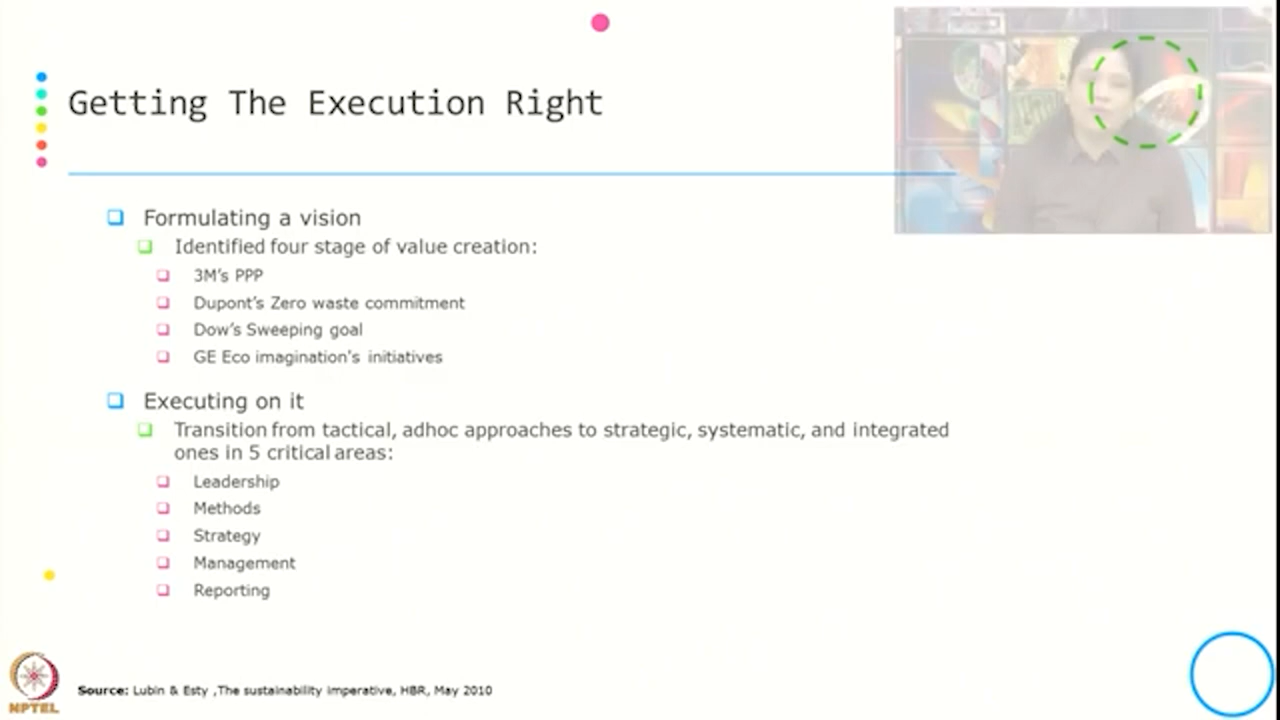 Getting The Execution Right
Formulating a vision
Identified four stage of value creation:
3M's PPP
Dupont's Zero waste commitment
Dow's Sweeping goal
GE Eco imagination's initiatives
Executing on it
Transition from tactical, adhoc approaches to strategic, systematic, and integrated
ones in 5 critical areas:
Leadership
Methods
Strategy
Management
Reporting
Source: Lubin & Esty ,The sustainability imperative, HBR, May 2010
NPTEL